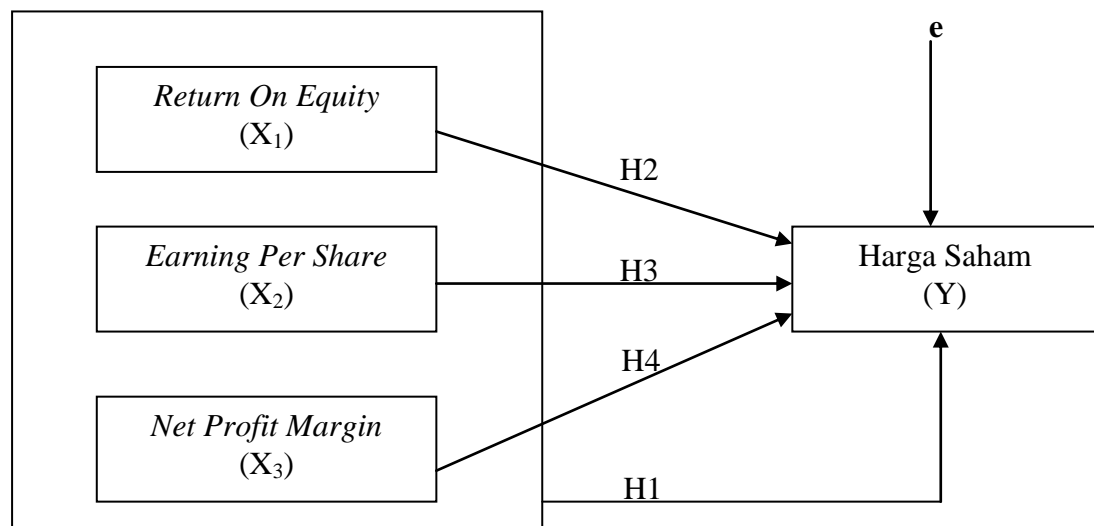 e
Return On Equity
(X₁)
H2
Earning Per Share
(X₂)
H3
Harga Saham
(Y)
H4
Net Profit Margin
(X₃)
H1